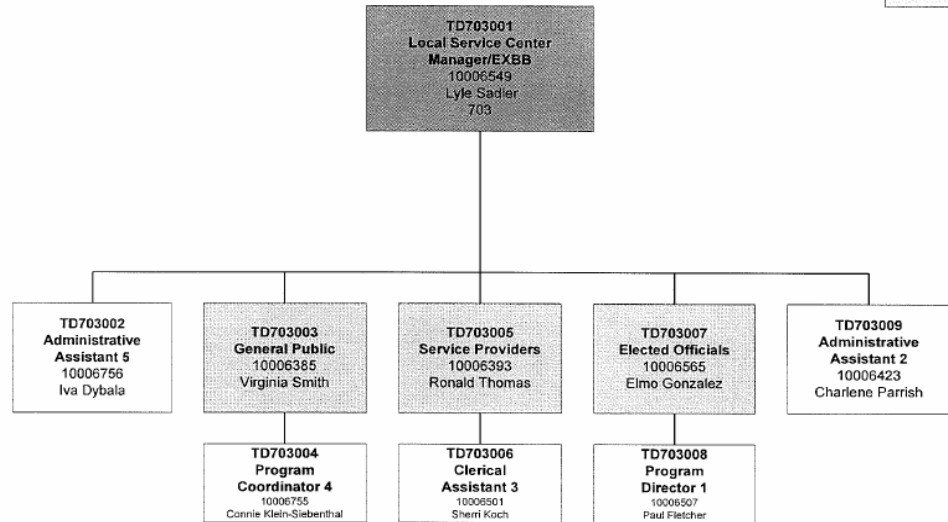 TD703001
Local Service Center
Manager/EXBB
10006549
Lyle Sadler
703
TD703002
Administrative
Assistant 5
10006756
Iva Dybala
TD703003
General Public
10006385
Virginia Smith
TD703005
Service Providers
10006393
Ronald Thomas
TD703007
Elected Officials
10006565
Elmo Gonzalez
TD703009
Administrative
Assistant 2
10006423
Charlene Parrish
TD703004
Program
Coordinator 4
10006755
Connie Klein-Siebenthal
TD703006
Clerical
Assistant 3
10006501
Sherri Koch
TD703008
Program
Director 1
10006507
Paul Fletcher